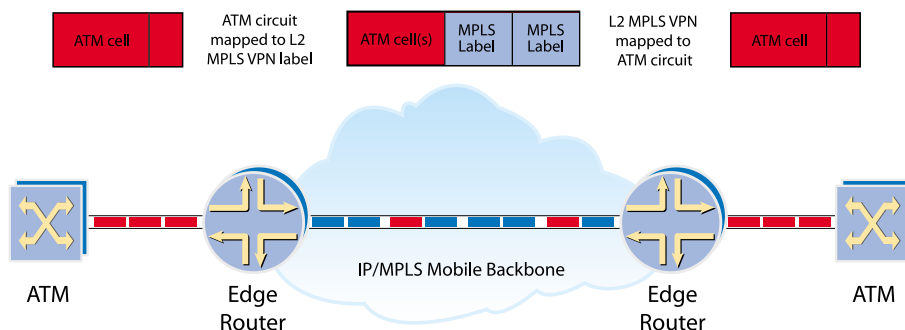 ATM cell
ATM circuit
mapped to L2
MPLS VPN label
ATM cell(s)
MPLS
Label
MPLS
Label
L2 MPLS VPN
mapped to
ATM circuit
ATM cell
IP/MPLS Mobile Backbone
ATM
Edge
Router
Edge
Router
ATM